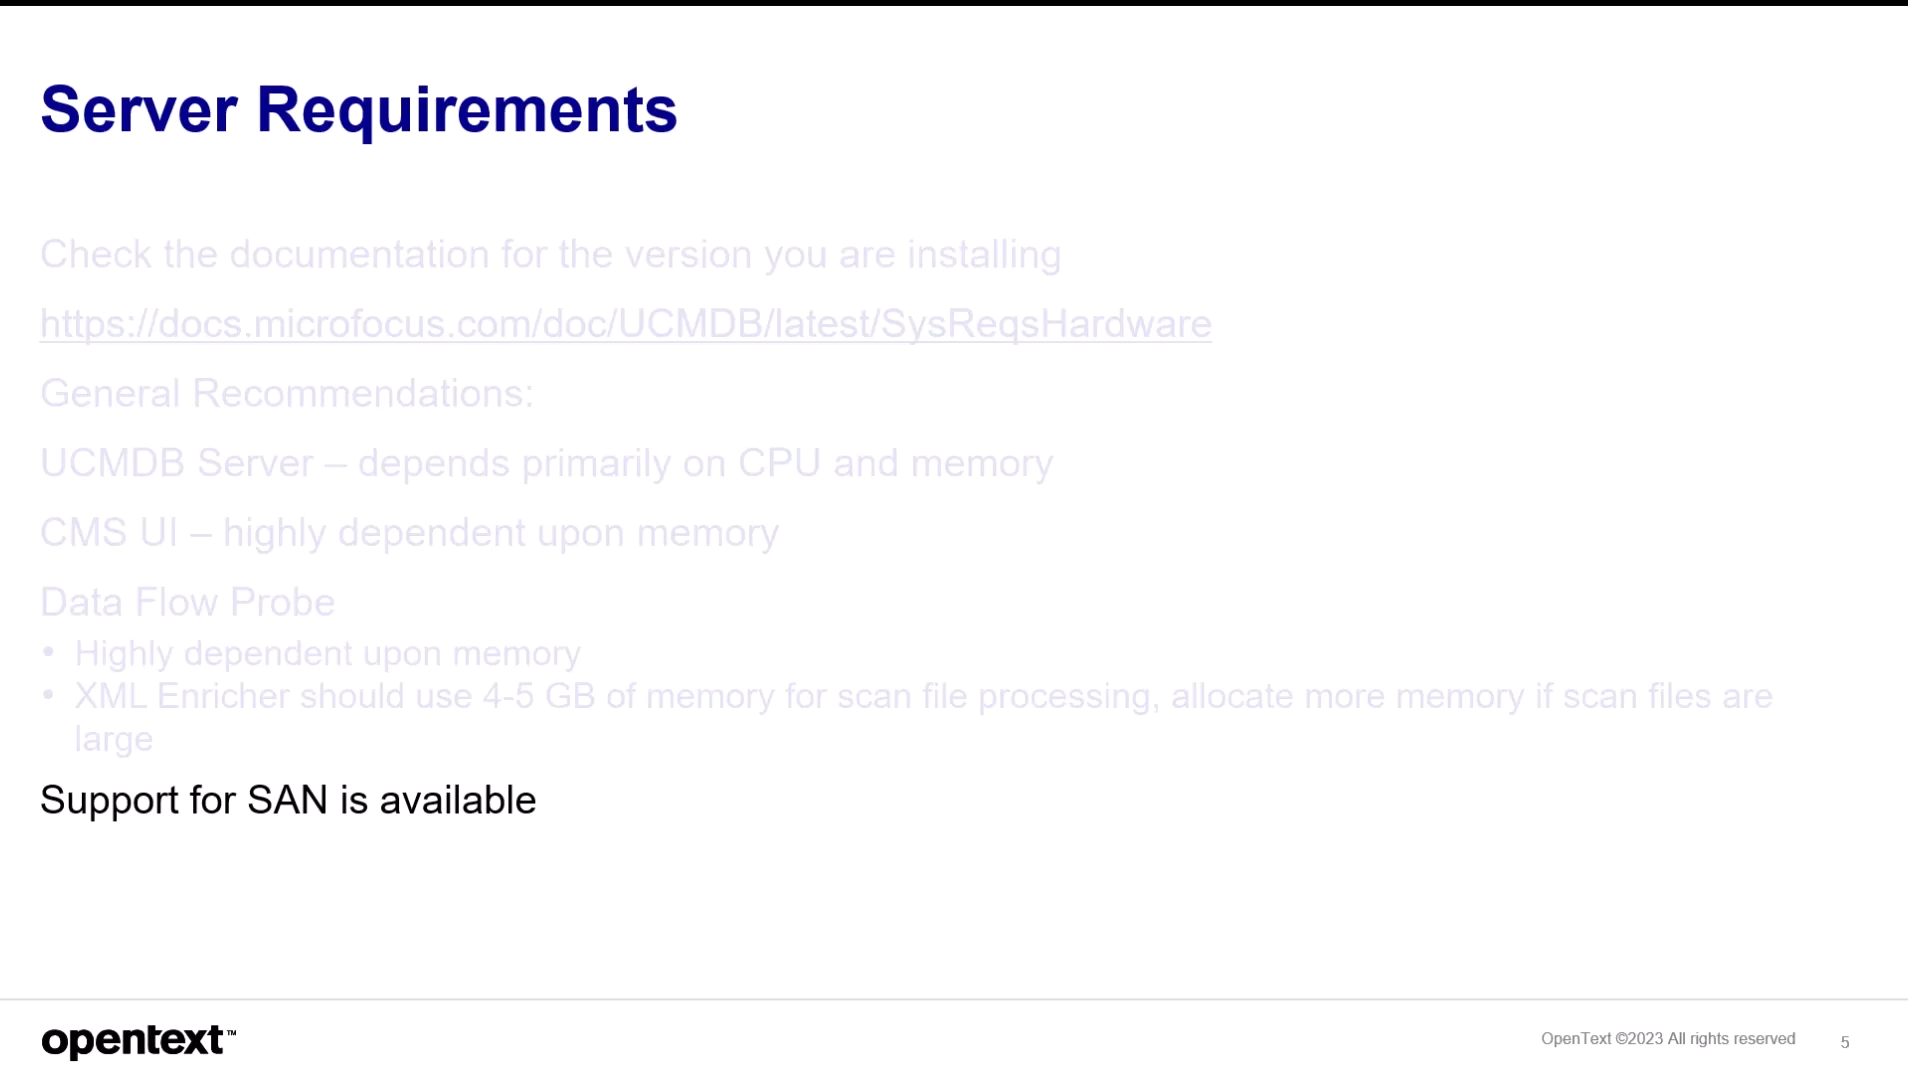 Server Requirements
Check the documentation for the version you are installing
https://docs.microfocus.com/doc/UCMDB/latest/SysReqsHardware
General Recommendations:
UCMDB Server – depends primarily on CPU and memory
CMS UI – highly dependent upon memory
Data Flow Probe
• Highly dependent upon memory
• XML Enricher should use 4-5 GB of memory for scan file processing, allocate more memory if scan files are
large
Support for SAN is available
opentext™
OpenText ©2023 All rights reserved 5